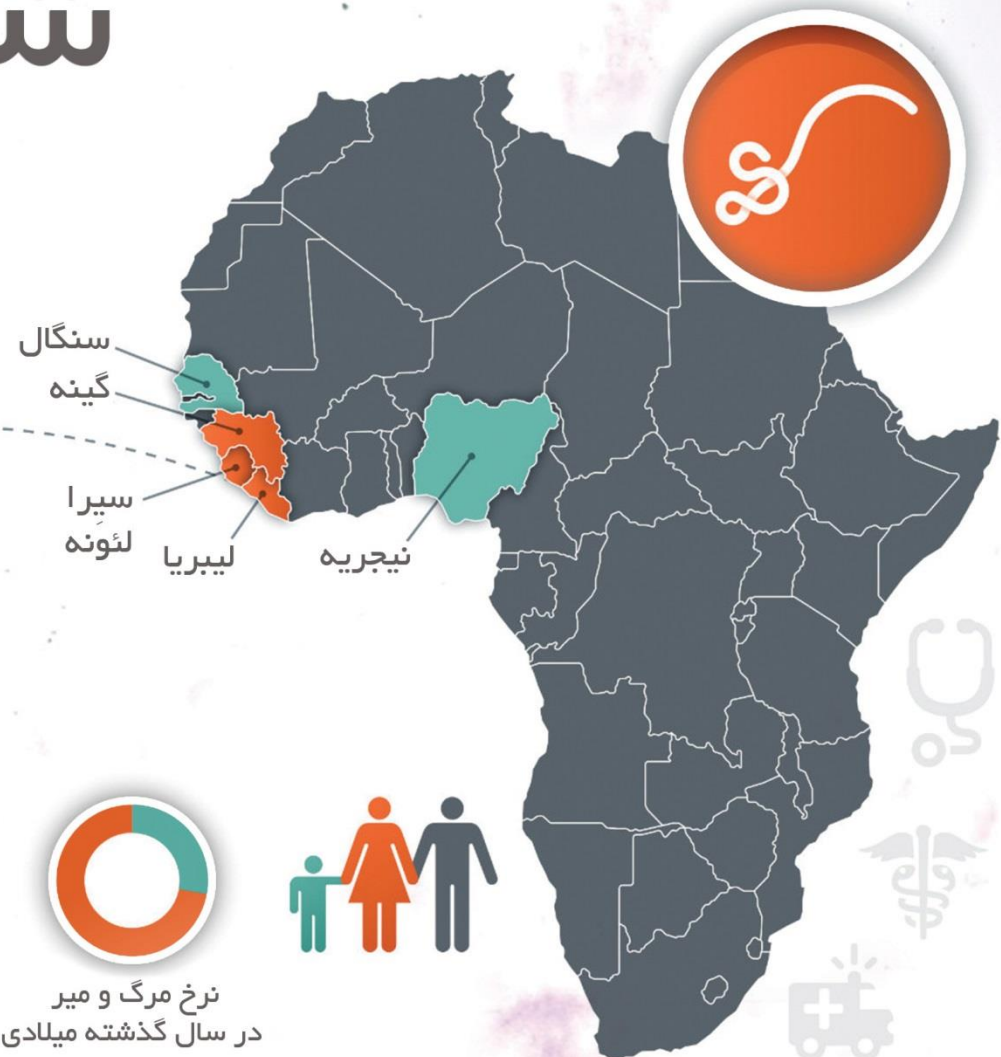 سنگال
گینه
سیِرا
لئونه
لیبریا
نیجریه
نرخ مرگ و میر
در سال گذشته میلادی